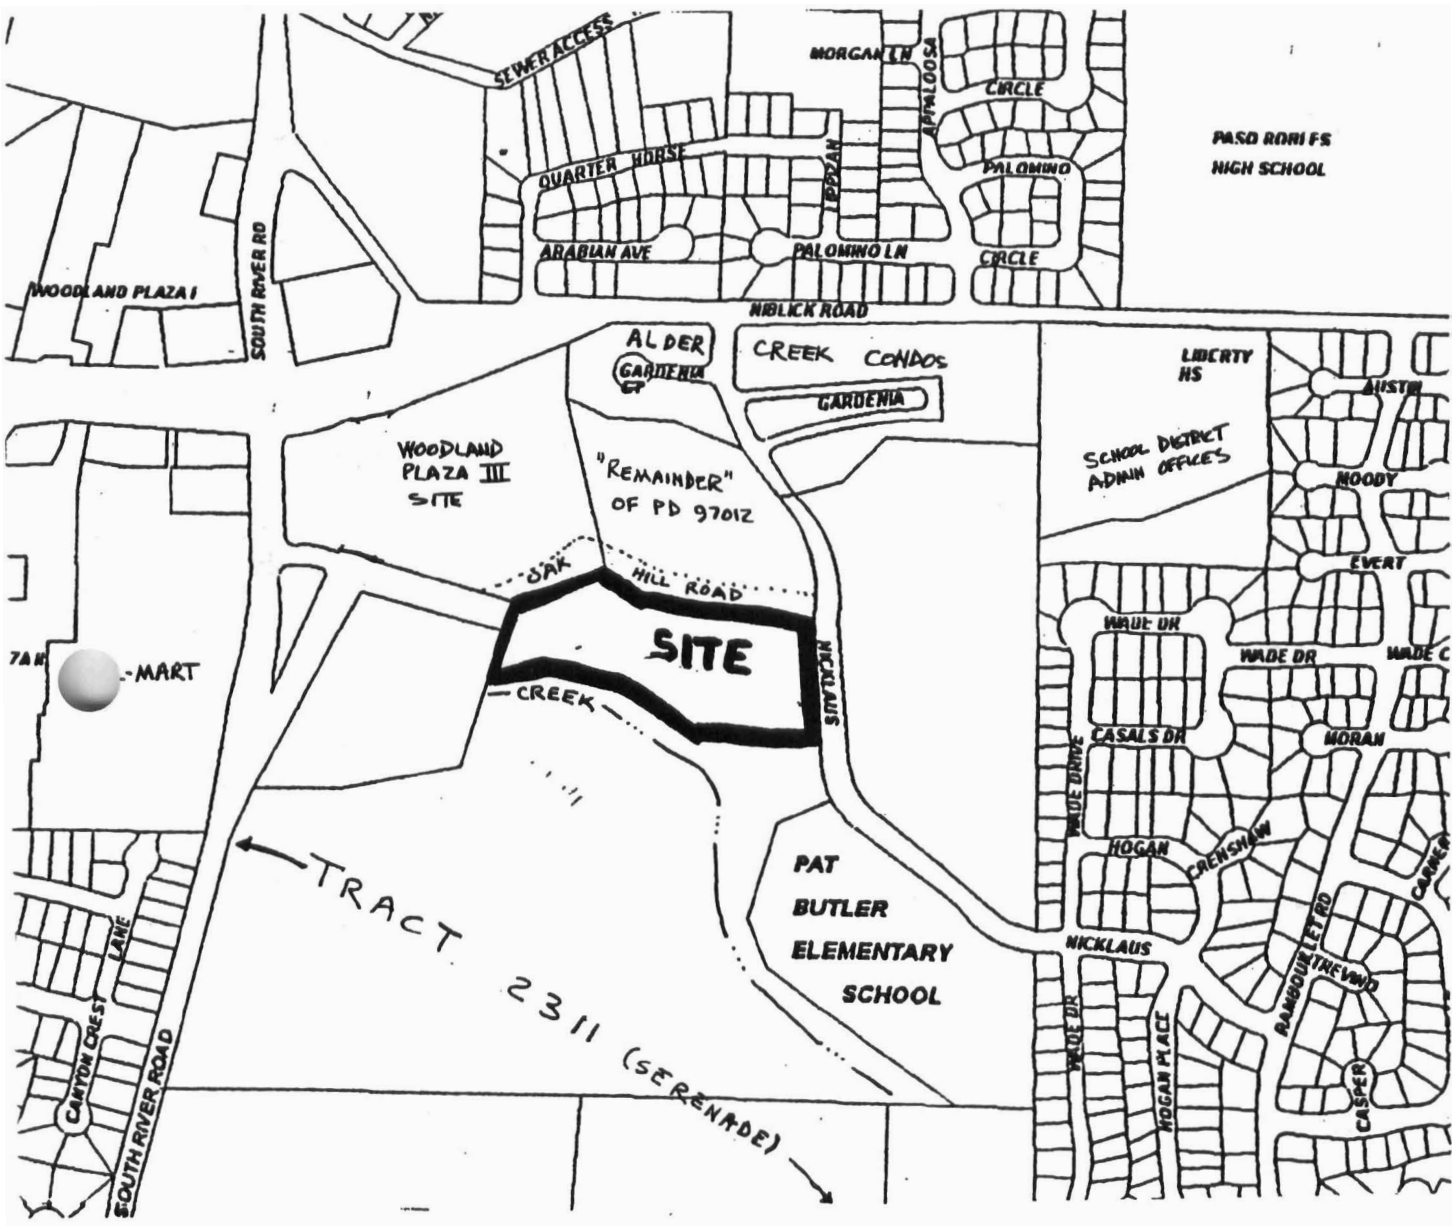 SEWER ACCESS
MORGAN LN
APPALOOSA
CIRCLE
PASO ROBLES
HIGH SCHOOL
QUARTER HORSE
PALOMINO
ARABIAN AVE
PALOMINO LN
CIRCLE
SOUTH RIVER RD
WOODLAND PLAZA I
NIBLICK ROAD
ALDER
CREEK CONDOS
GARDENIA
GARDENIA
LIBERTY
HS
AUSTIN
WOODLAND
PLAZA III
SITE
"REMAINDER"
OF PD 97012
SCHOOL DISTRICT
ADMIN OFFICES
MOODY
EVERT
OAK HILL ROAD
SITE
NICKLAUS
WADE DR
WADE DR
WADE
-MART
CREEK
CASALS DR
MORAN
WADE DRIVE
HOGAN
CRENSHAW
PAT
BUTLER
ELEMENTARY
SCHOOL
TRACT 2311 (SERENADE)
NICKLAUS
RAMBOUILLET RD
TREVINO
LANE
CANYON CREST
SOUTH RIVER ROAD
WADE DR
HOGAN PLACE
CASPER